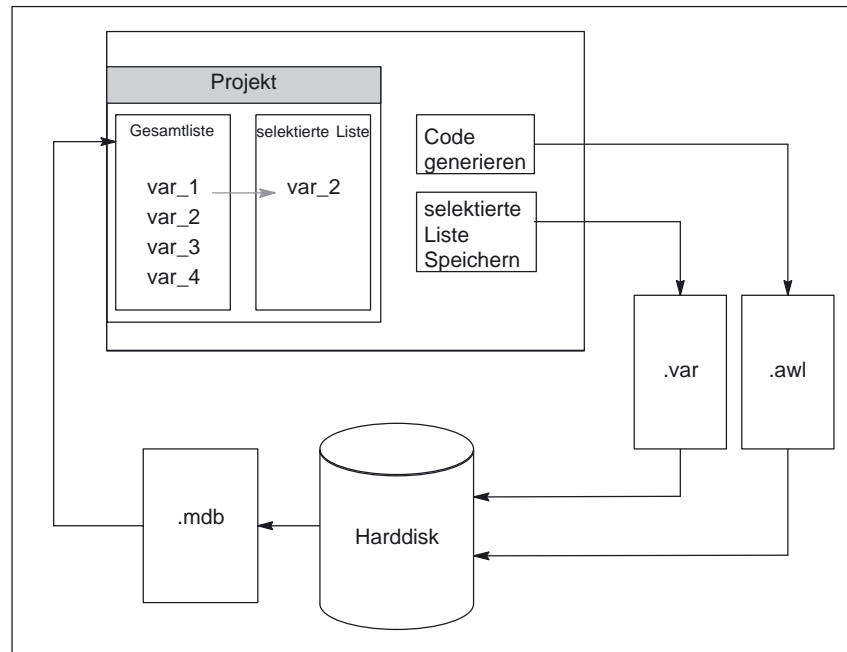 Projekt
Gesamtliste
var_1
var_2
var_3
var_4
selektierte Liste
var_2
Code
generieren
selektierte
Liste
Speichern
.var
.awl
.mdb
Harddisk